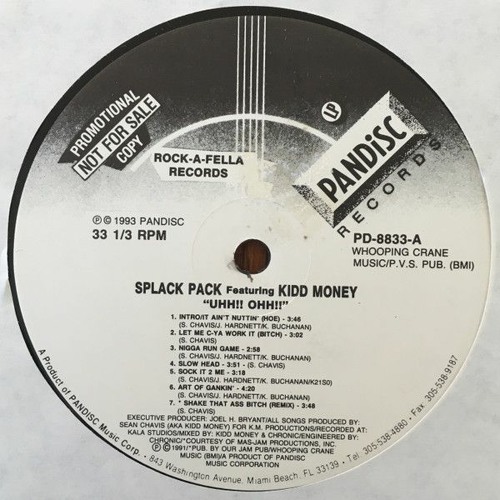 PROMOTIONAL
NOT FOR SALE
COPY
ROCK-A-FELLA
RECORDS
LP
PANDISC
RECORDS
℗ © 1993 PANDISC
33 1/3 RPM
PD-8833-A
WHOOPING CRANE
MUSIC/P.V.S. PUB. (BMI)
SPLACK PACK Featuring KIDD MONEY
"UHH!! OHH!!"
1. INTRO/IT AIN'T NUTTIN' (HOE) - 3:46
(S. CHAVIS/J. HARDNETT/K. BUCHANAN)
2. LET ME C-YA WORK IT (BITCH) - 3:02
(S. CHAVIS)
3. NIGGA RUN GAME - 2:58
(S. CHAVIS/J. HARDNETT/K. BUCHANAN)
4. SLOW HEAD - 3:51 - (S. CHAVIS)
5. SOCK IT 2 ME - 3:18
(S. CHAVIS/J. HARDNETT/K. BUCHANAN/K21S0)
6. ART OF GANKIN' - 4:20
(S. CHAVIS/J. HARDNETT/K. BUCHANAN)
7. * SHAKE THAT ASS BITCH (REMIX) - 3:48
(S. CHAVIS)
EXECUTIVE PRODUCER: JOEL H. BRYANT/ALL SONGS PRODUCED BY:
SEAN CHAVIS (AKA KIDD MONEY) FOR K.M. PRODUCTIONS/RECORDED AT:
KALA STUDIOS/MIXED BY: KIDD MONEY & CHRONIC/ENGINEERED BY:
CHRONIC/*COURTESY OF MAS-JAM PRODUCTIONS, INC.
℗ © 1991/*PUB. BY OUR JAM PUB/WHOOPING CRANE
MUSIC (BMI)/A PRODUCT OF PANDISC
MUSIC CORPORATION
A Product of PANDISC Music Corp. • 843 Washington Avenue, Miami Beach, FL 33139 • Tel. 305-538-4880 • Fax. 305-538-9187